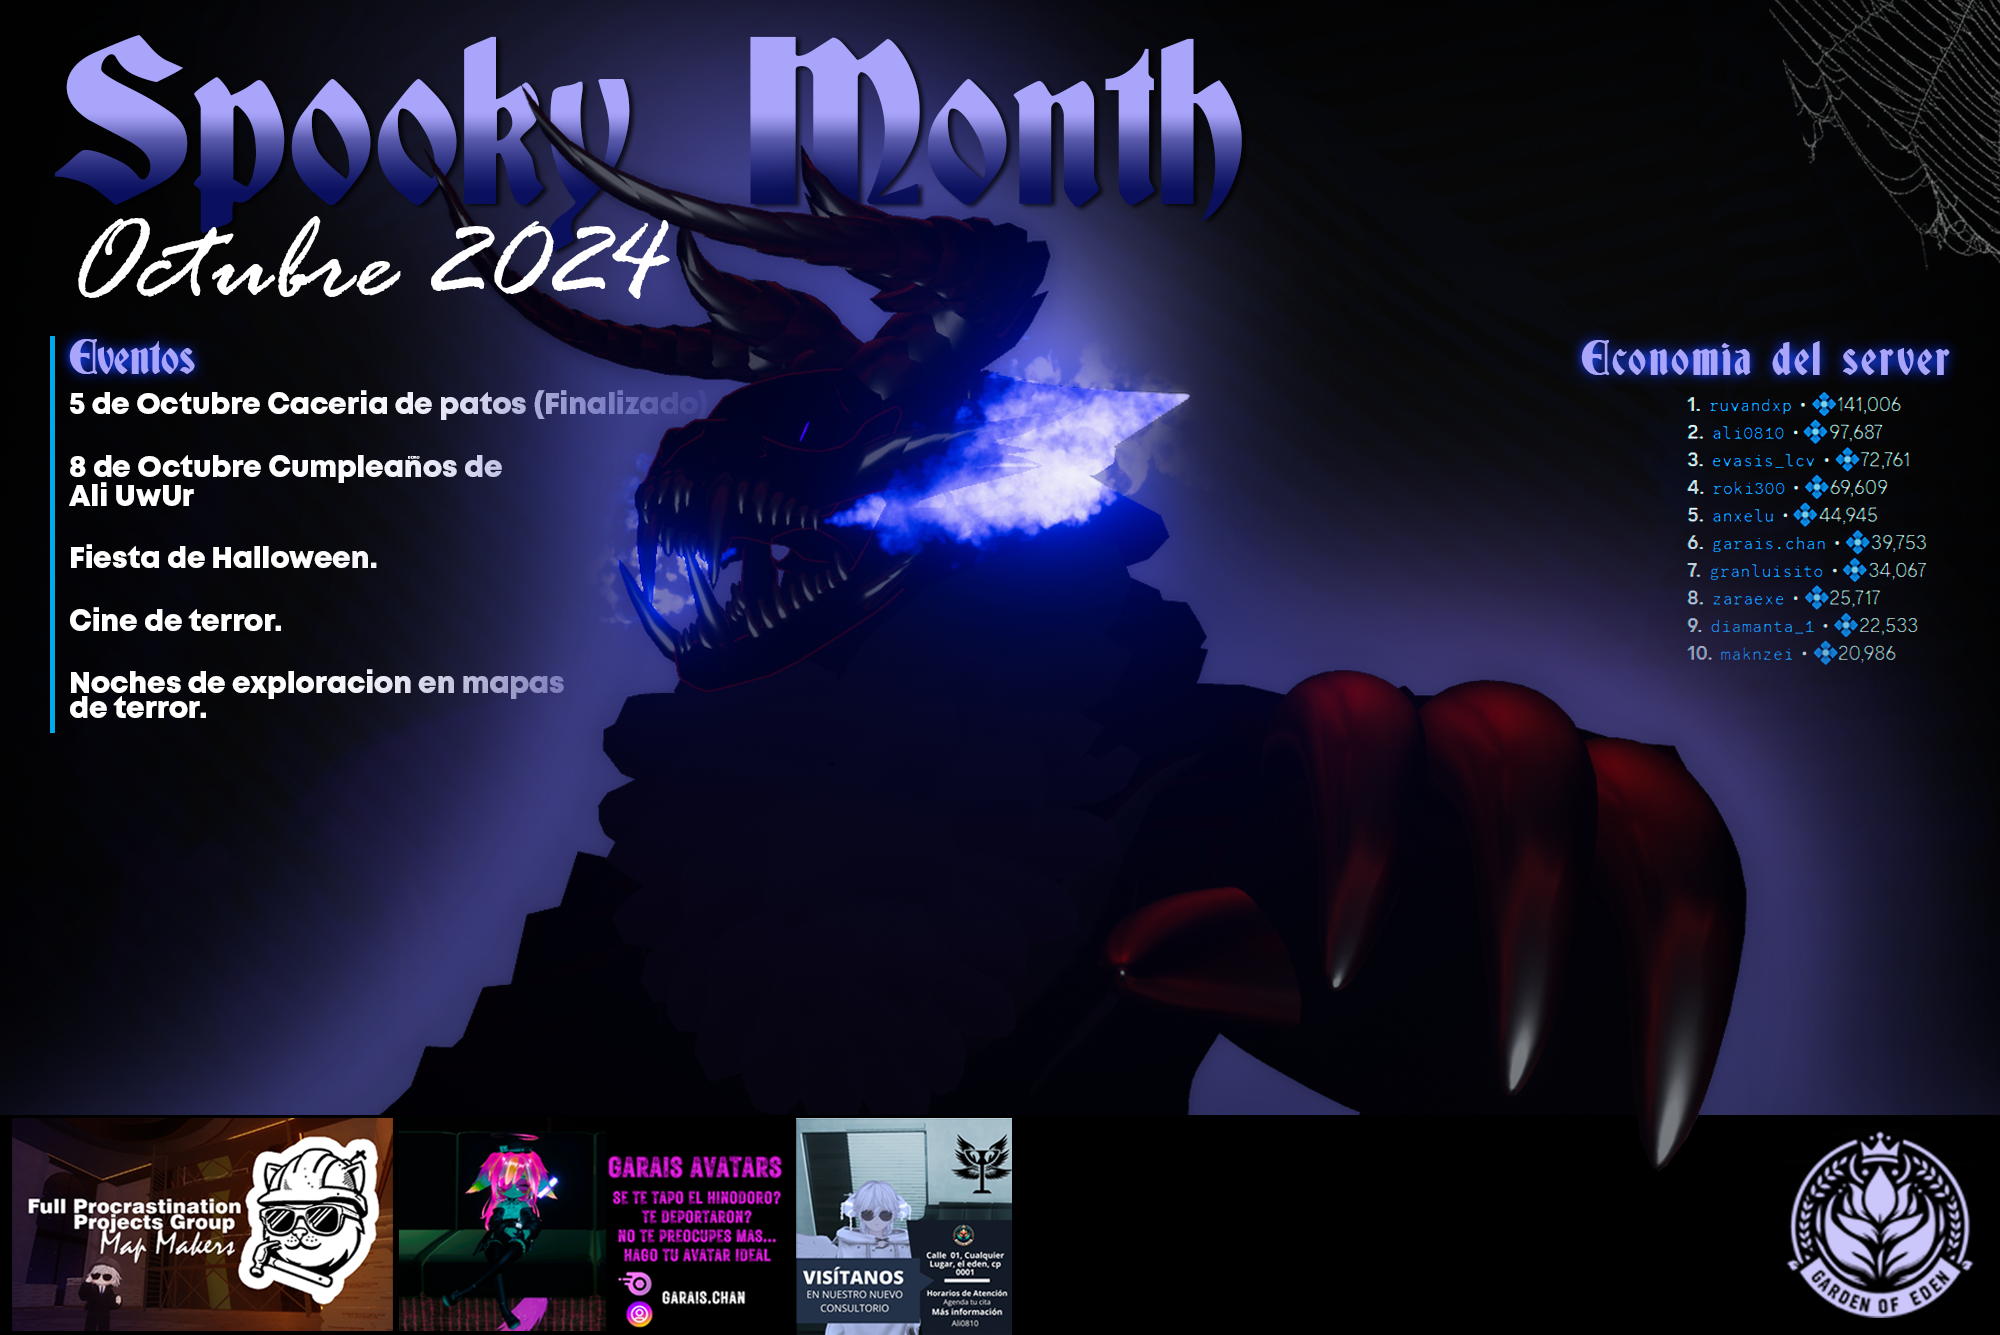 Spooky Month
Octubre 2024
Eventos
5 de Octubre Caceria de patos (Finalizado)
8 de Octubre Cumpleaños de
Ali UwUr
Fiesta de Halloween.
Cine de terror.
Noches de exploracion en mapas
de terror.
Economia del server
1. ruvandxp • 141,006
2. ali0810 • 97,687
3. evasis_lcv • 72,761
4. roki300 • 69,609
5. anxelu • 44,945
6. garais.chan • 39,753
7. granluisito • 34,067
8. zaraexe • 25,717
9. diamanta_1 • 22,533
10. maknzei • 20,986
Full Procrastination
Projects Group
Map Makers
GARAIS AVATARS
SE TE TAPO EL HINODORO?
TE DEPORTARON?
NO TE PREOCUPES MAS...
HAGO TU AVATAR IDEAL
GARAIS.CHAN
VISÍTANOS
EN NUESTRO NUEVO
CONSULTORIO
Calle 01, Cualquier
Lugar, el eden, cp
0001
Horarios de Atención
Agenda tu cita
Más información
Ali0810
GARDEN OF EDEN